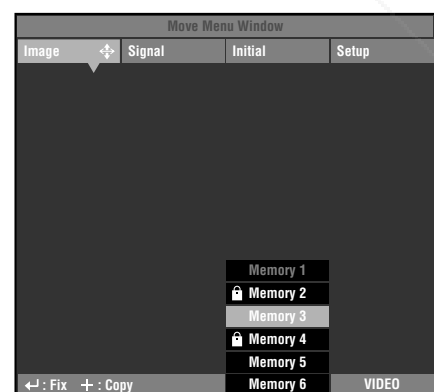 Move Menu Window
Image Signal Initial Setup
Memory 1
Memory 2
Memory 3
Memory 4
Memory 5
↵ : Fix + : Copy Memory 6 VIDEO